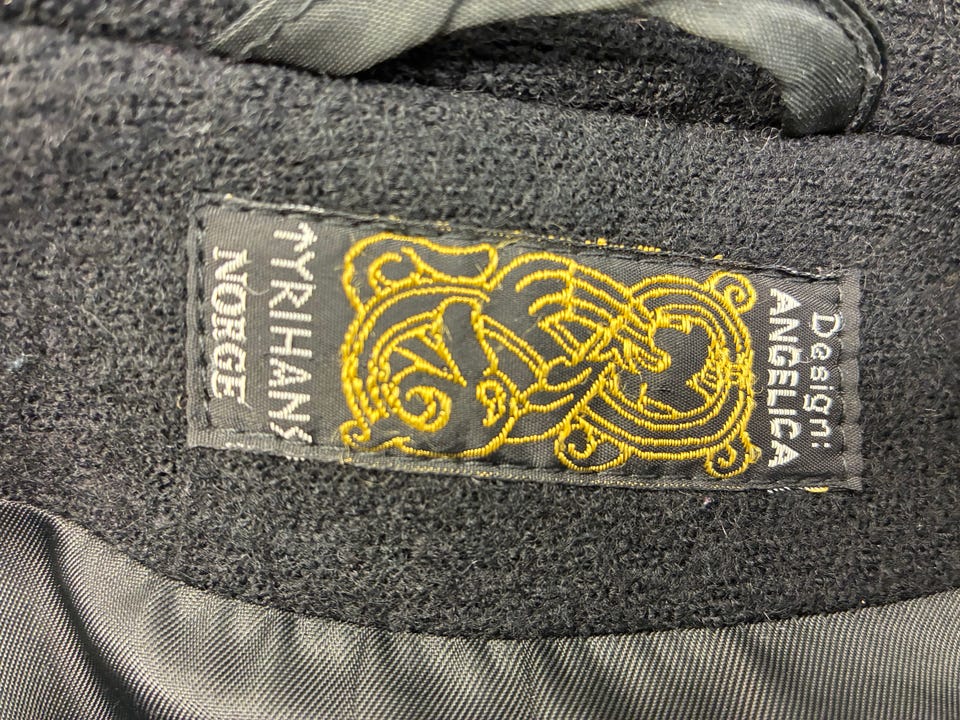 Design:
ANGELICA
TYRIHANS
NORGE